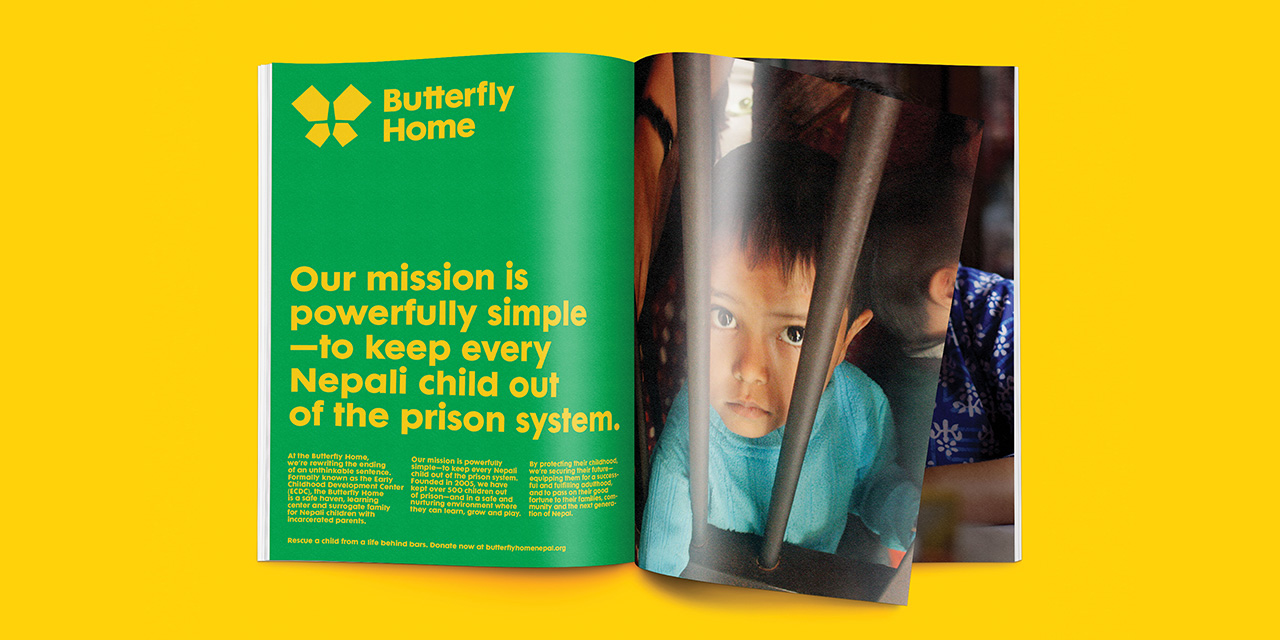 Butterfly
Home
Our mission is
powerfully simple
—to keep every
Nepali child out
of the prison system.
At the Butterfly Home,
we're rewriting the ending
of an unthinkable sentence.
Formally known as the Early
Childhood Development Center
(ECDC), the Butterfly Home
is a safe haven, learning
center and surrogate family
for Nepali children with
incarcerated parents.
Our mission is powerfully
simple—to keep every Nepali
child out of the prison system.
Founded in 2005, we have
kept over 500 children out
of prison—and in a safe and
nurturing environment where
they can learn, grow and play.
By protecting their childhood,
we're securing their future—
equipping them for a success-
ful and fulfilling adulthood,
and to pass on their good
fortune to their families, com-
munity and the next genera-
tion of Nepal.
Rescue a child from a life behind bars. Donate now at butterflyhomenepal.org